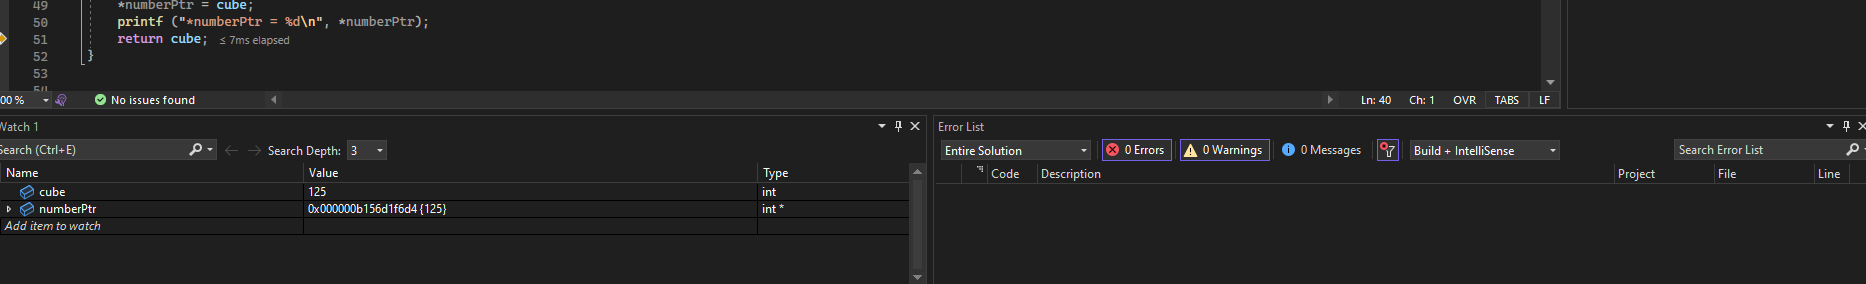 49 *numberPtr = cube;
50 printf ("*numberPtr = %d\n", *numberPtr);
51 return cube; ≤ 7ms elapsed
52 }
53
00 % No issues found Ln: 40 Ch: 1 OVR TABS LF
Watch 1
Search (Ctrl+E) Search Depth: 3
Name Value Type
cube 125 int
numberPtr 0x000000b156d1f6d4 {125} int *
Add item to watch
Error List
Entire Solution 0 Errors 0 Warnings 0 Messages Build + IntelliSense Search Error List
Code Description Project File Line